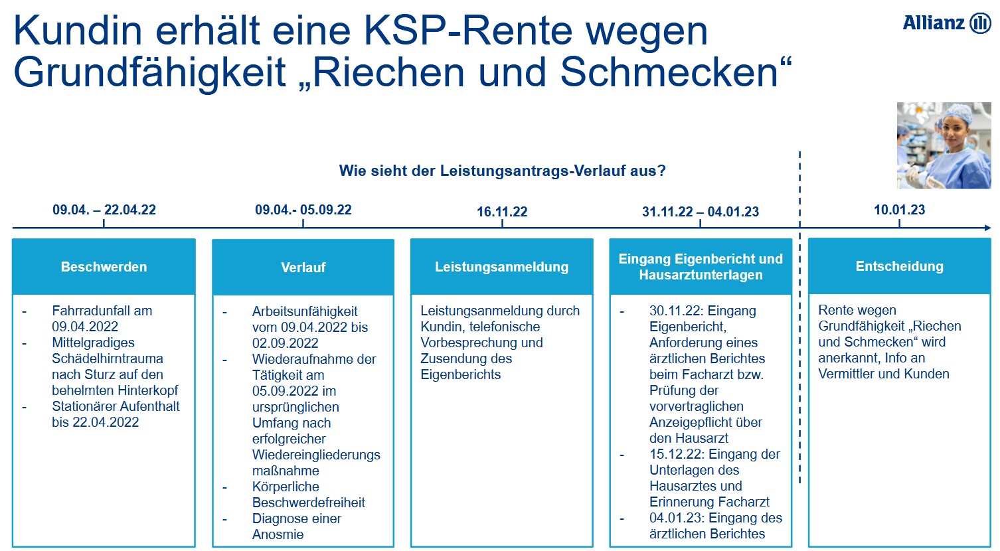 Kundin erhält eine KSP-Rente wegen
Grundfähigkeit „Riechen und Schmecken“
Allianz
Wie sieht der Leistungsantrags-Verlauf aus?
09.04. – 22.04.22
09.04.- 05.09.22
16.11.22
31.11.22 – 04.01.23
10.01.23
Beschwerden
- Fahrradunfall am
09.04.2022
- Mittelgradiges
Schädelhirntrauma
nach Sturz auf den
behelmten Hinterkopf
- Stationärer Aufenthalt
bis 22.04.2022
Verlauf
- Arbeitsunfähigkeit
vom 09.04.2022 bis
02.09.2022
- Wiederaufnahme der
Tätigkeit am
05.09.2022 im
ursprünglichen
Umfang nach
erfolgreicher
Wiedereingliederungs
maßnahme
- Körperliche
Beschwerdefreiheit
- Diagnose einer
Anosmie
Leistungsanmeldung
Leistungsanmeldung durch
Kundin, telefonische
Vorbesprechung und
Zusendung des
Eigenberichts
Eingang Eigenbericht und
Hausarztunterlagen
- 30.11.22: Eingang
Eigenbericht,
Anforderung eines
ärztlichen Berichtes
beim Facharzt bzw.
Prüfung der
vorvertraglichen
Anzeigepflicht über
den Hausarzt
- 15.12.22: Eingang der
Unterlagen des
Hausarztes und
Erinnerung Facharzt
- 04.01.23: Eingang des
ärztlichen Berichtes
Entscheidung
Rente wegen
Grundfähigkeit „Riechen
und Schmecken“ wird
anerkannt, Info an
Vermittler und Kunden